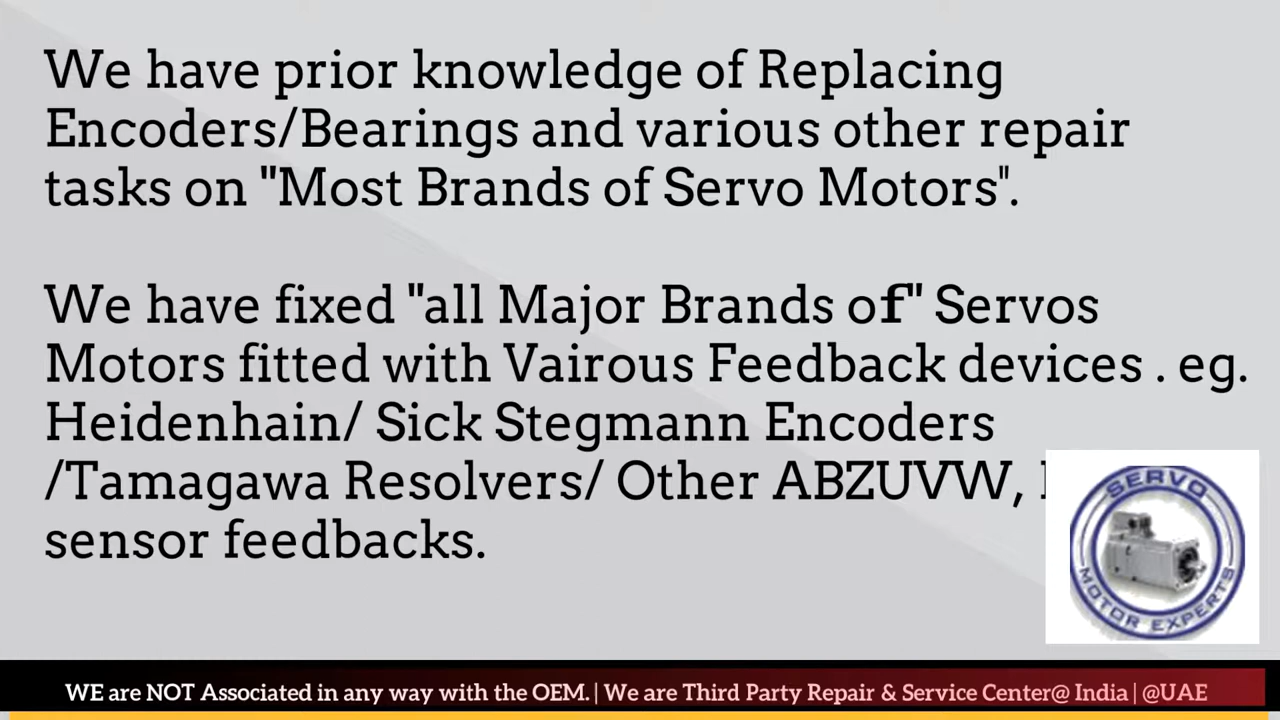 We have prior knowledge of Replacing
Encoders/Bearings and various other repair
tasks on "Most Brands of Servo Motors".
We have fixed "all Major Brands of" Servos
Motors fitted with Vairous Feedback devices . eg.
Heidenhain/ Sick Stegmann Encoders
/Tamagawa Resolvers/ Other ABZUVW,
sensor feedbacks.
SERVO
MOTOR EXPERTS
WE are NOT Associated in any way with the OEM. | We are Third Party Repair & Service Center@ India | @UAE